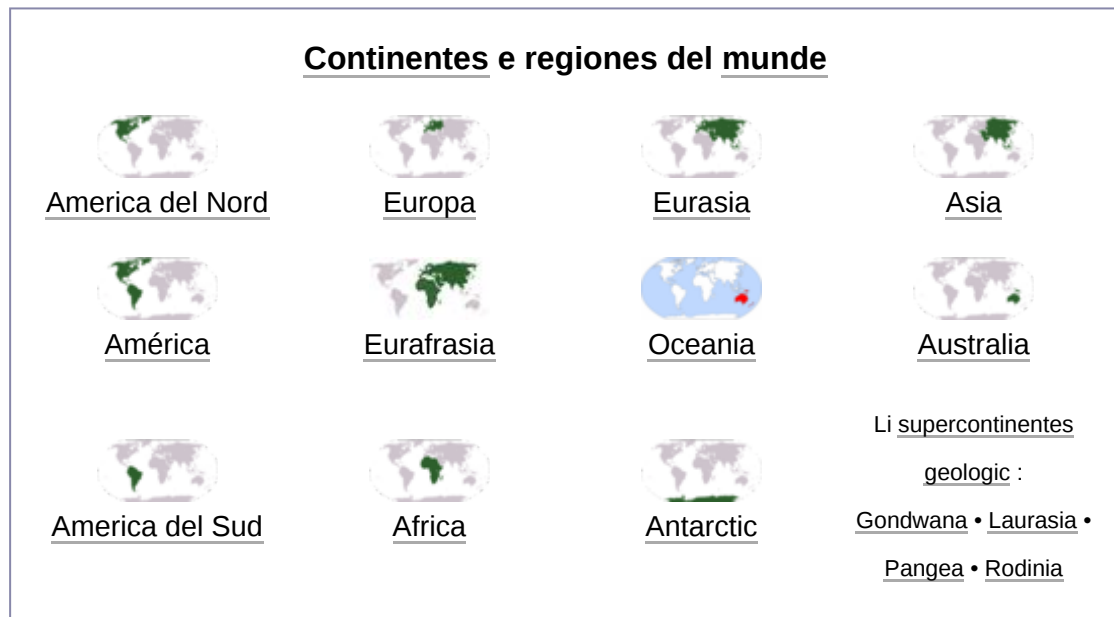 Continentes e regiones del munde
America del Nord
Europa
Eurasia
Asia
América
Eurafrasia
Oceania
Australia
America del Sud
Africa
Antarctic
Li supercontinentes
geologic :
Gondwana • Laurasia •
Pangea • Rodinia